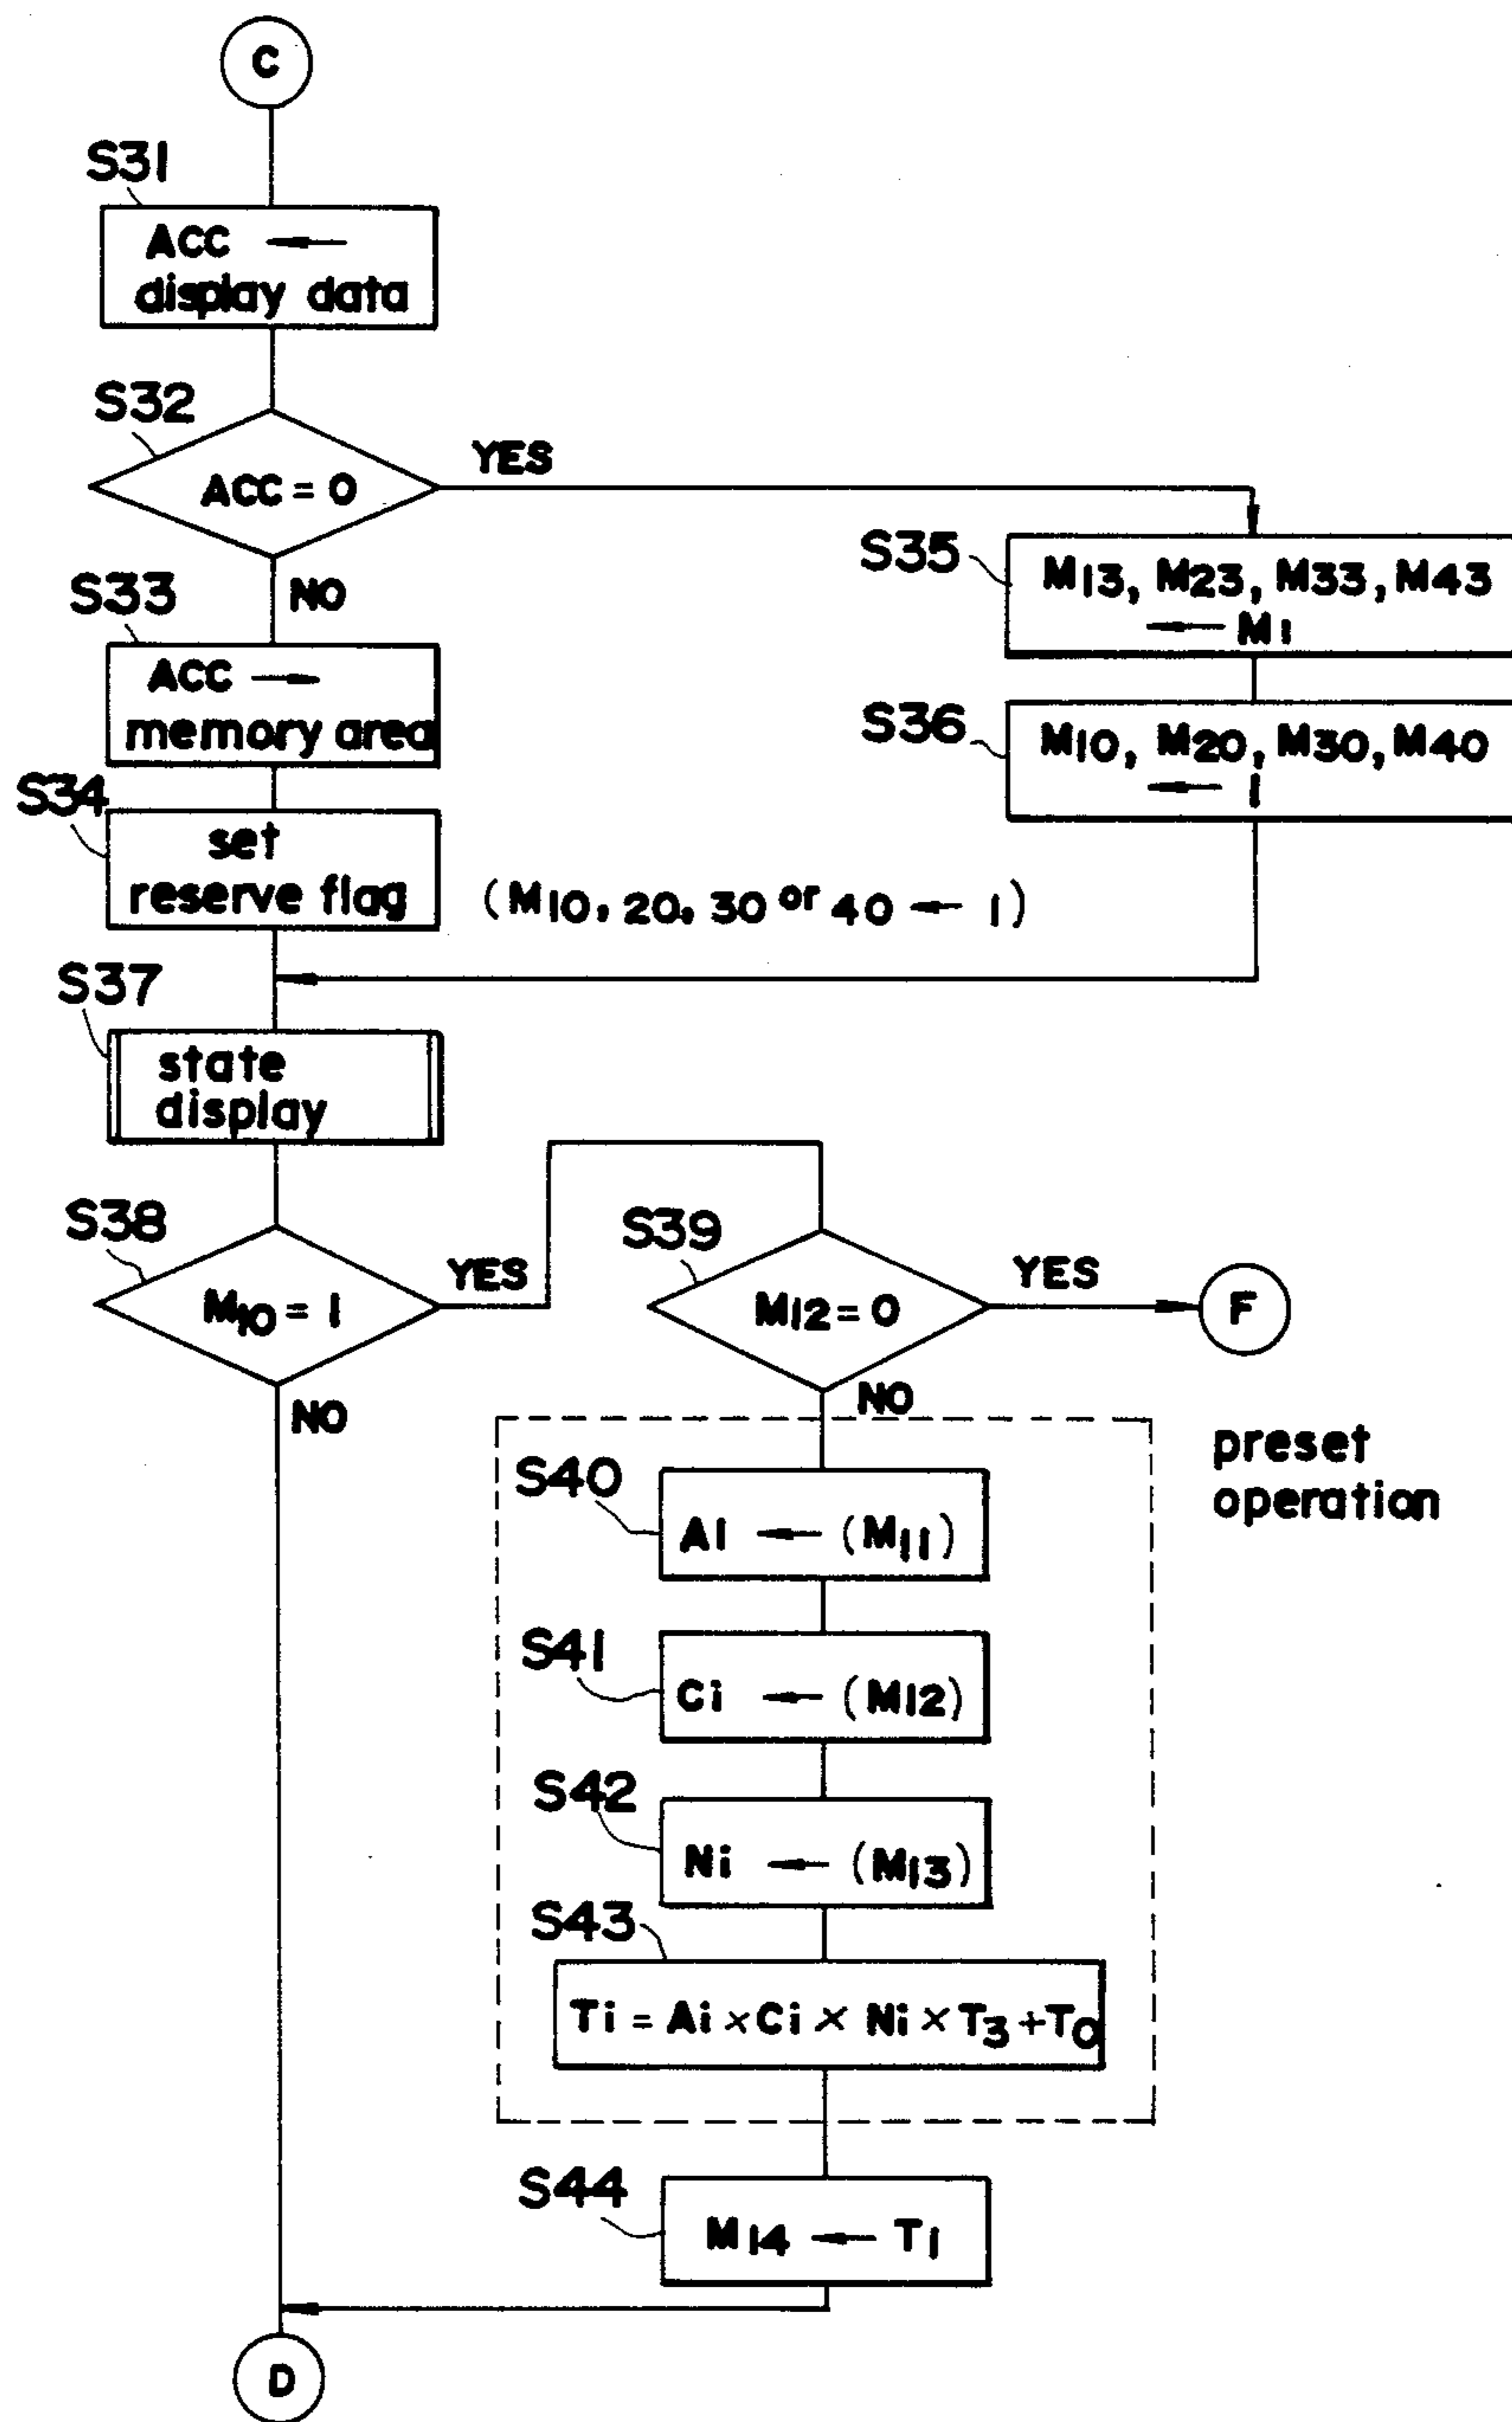 C
S31
ACC ←
display data
S32
ACC = 0
YES
NO
S33
ACC →
memory area
S34
set
reserve flag
(M10, 20, 30 or 40 ← 1)
S35
M13, M23, M33, M43
← M1
S36
M10, M20, M30, M40
← 1
S37
state
display
S38
M10 = 1
YES
NO
S39
M12 = 0
YES
F
NO
preset
operation
S40
A1 ← (M11)
S41
Ci ← (M12)
S42
Ni ← (M13)
S43
Ti = Ai × Ci × Ni × T3 + T0
S44
M14 ← T1
D